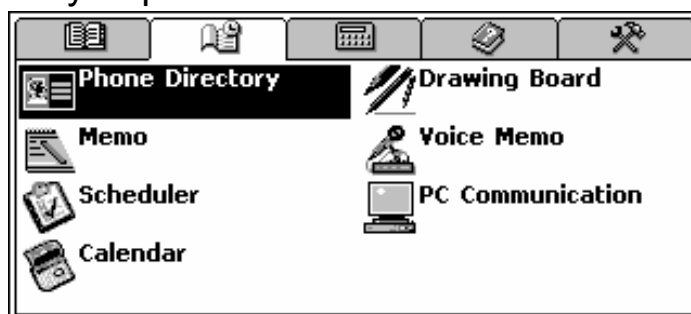 Phone Directory
Drawing Board
Memo
Voice Memo
Scheduler
PC Communication
Calendar